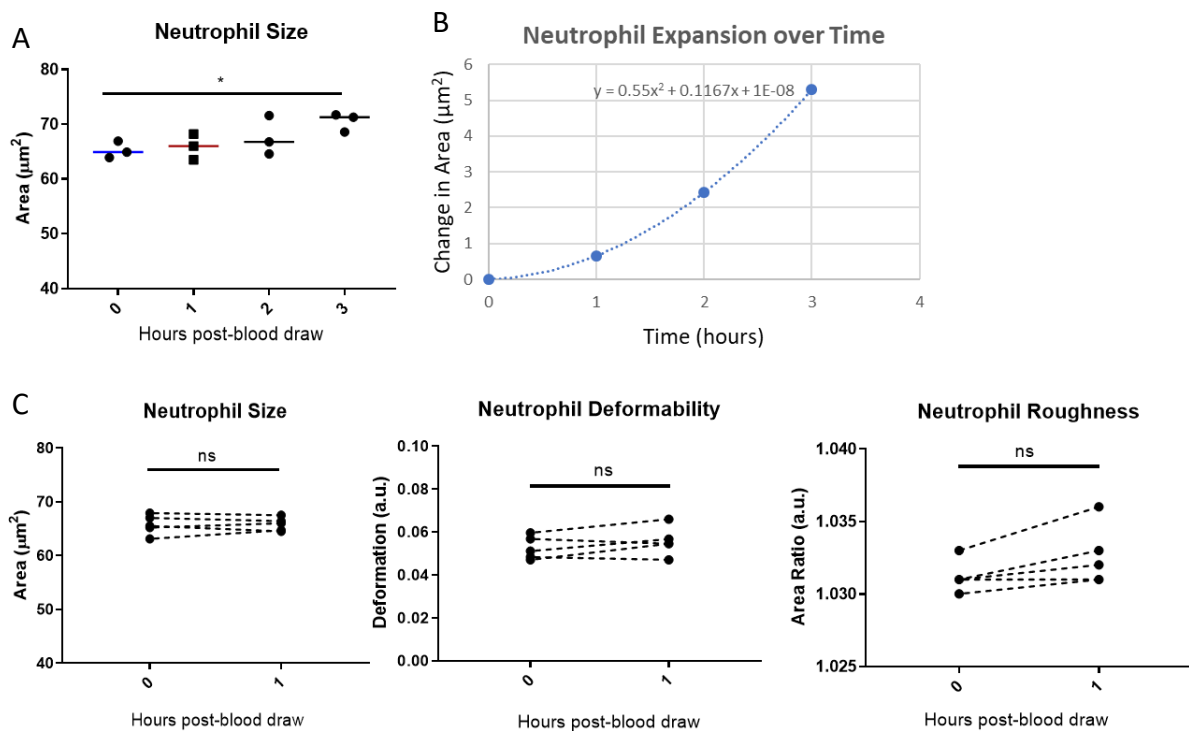 A
Neutrophil Size
Area (µm²)
80
70
60
50
40
*
0
1
2
3
Hours post-blood draw
B
Neutrophil Expansion over Time
Change in Area (µm²)
6
5
4
3
2
1
0
y = 0.55x² + 0.1167x + 1E-08
0
1
2
3
4
Time (hours)
C
Neutrophil Size
Area (µm²)
80
70
60
50
40
ns
0
1
Hours post-blood draw
Neutrophil Deformability
Deformation (a.u.)
0.10
0.08
0.06
0.04
0.02
0.00
ns
0
1
Hours post-blood draw
Neutrophil Roughness
Area Ratio (a.u.)
1.040
1.035
1.030
1.025
ns
0
1
Hours post-blood draw